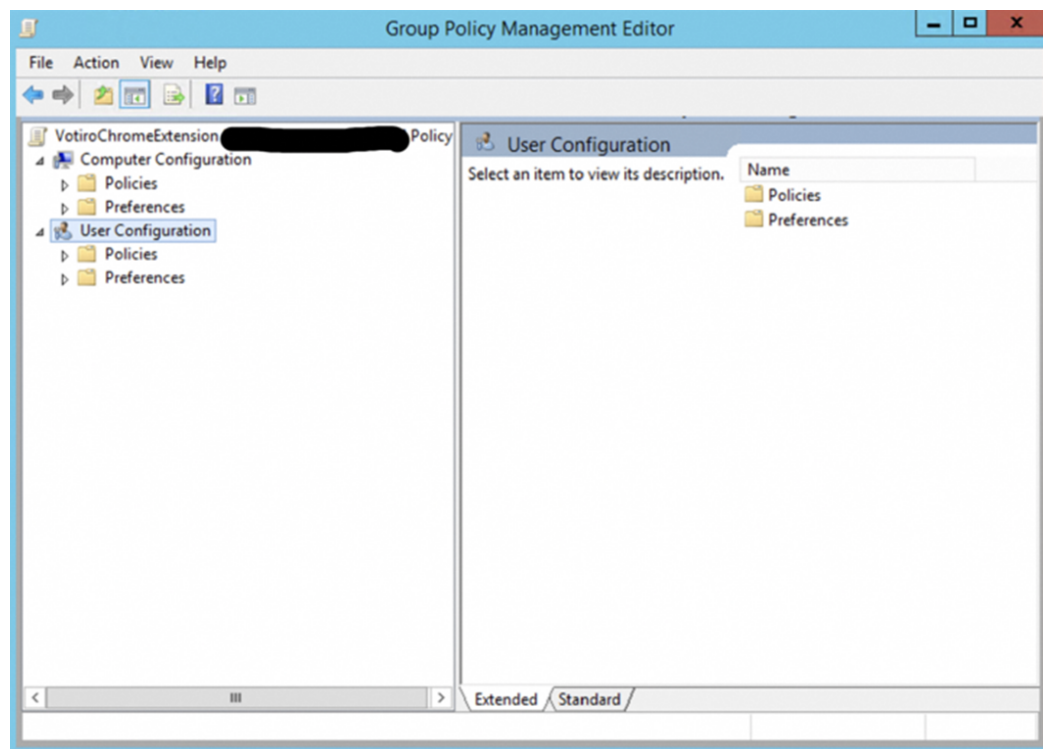 Group Policy Management Editor
File Action View Help
VotiroChromeExtension Policy
Computer Configuration
Policies
Preferences
User Configuration
Policies
Preferences
User Configuration
Select an item to view its description.
Name
Policies
Preferences
Extended Standard